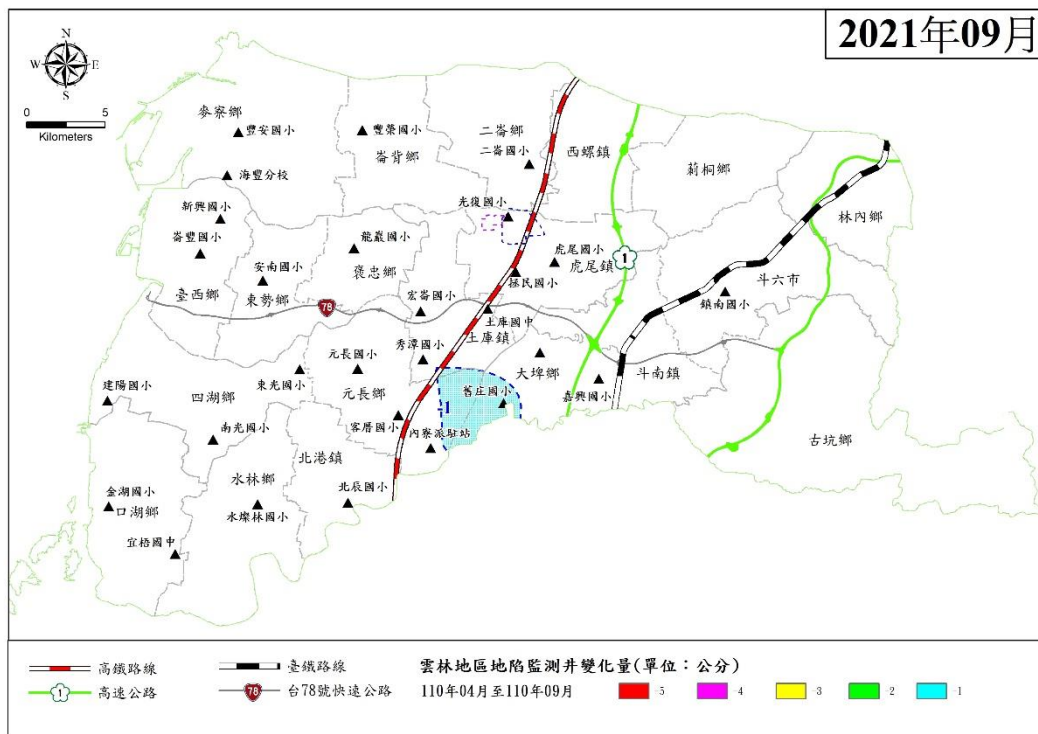 2021年09月
N
W
E
S
0
5
Kilometers
麥寮鄉
豐安國小
豐榮國小
崙背鄉
二崙鄉
二崙國小
西螺鎮
莿桐鄉
林內鄉
海豐分校
新興國小
崙豐國小
光復國小
龍巖國小
褒忠鄉
虎尾國小
虎尾鎮
1
拯民國小
斗六市
鎮南國小
安南國小
臺西鄉
東勢鄉
78
宏崙國小
土庫國中
土庫鎮
秀潭國小
元長國小
東光國小
大埤鄉
斗南鎮
嘉興國小
建陽國小
四湖鄉
元長鄉
-1
舊庄國小
客厝國小
南光國小
內寮派駐站
古坑鄉
北港鎮
水林鄉
北辰國小
金湖國小
口湖鄉
水燦林國小
宜梧國中
高鐵路線
臺鐵路線
雲林地區地陷監測井變化量(單位：公分)
1
高速公路
78
台78號快速公路
110年04月至110年09月
-5
-4
-3
-2
-1